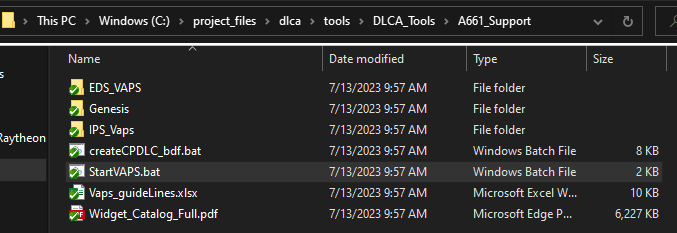 This PC > Windows (C:) > project_files > dlca > tools > DLCA_Tools > A661_Support >
Name Date modified Type Size
EDS_VAPS 7/13/2023 9:57 AM File folder
Genesis 7/13/2023 9:57 AM File folder
IPS_Vaps 7/13/2023 9:57 AM File folder
Raytheon
createCPDLC_bdf.bat 7/13/2023 9:57 AM Windows Batch File 8 KB
StartVAPS.bat 7/13/2023 9:57 AM Windows Batch File 2 KB
Vaps_guideLines.xlsx 7/13/2023 9:57 AM Microsoft Excel W... 10 KB
Widget_Catalog_Full.pdf 7/13/2023 9:57 AM Microsoft Edge P... 6,227 KB